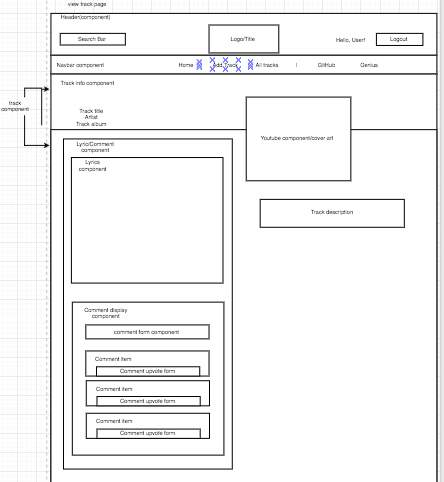 view track page
Header(component)
Search Bar
Logo/Title
Hello, User!
Logout
Navbar component
Home
Add Track
All tracks
|
GitHub
Genius
Track info component
track
component
Track title
Artist
Track album
Youtube component/cover art
Lyric/Comment
component
Lyrics
component
Track description
Comment display
component
comment form component
Comment item
Comment upvote form
Comment item
Comment upvote form
Comment item
Comment upvote form